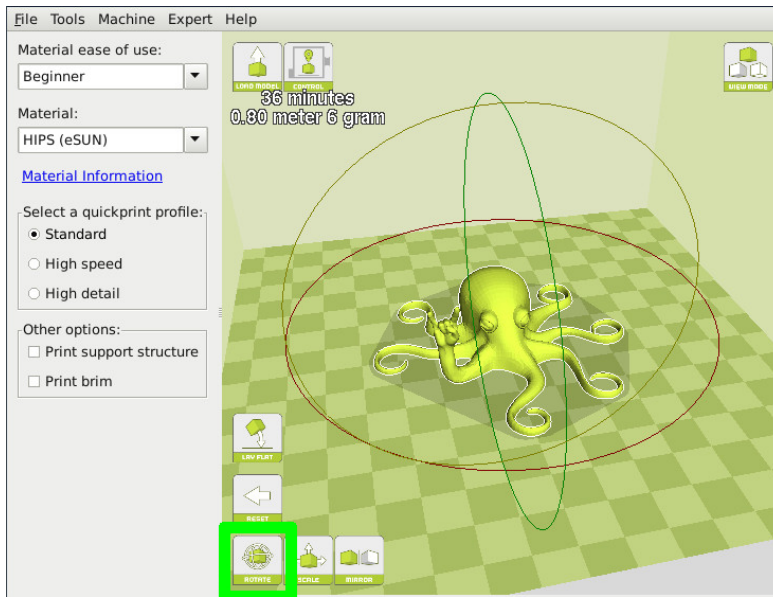 File Tools Machine Expert Help
Material ease of use:
Beginner
Material:
HIPS (eSUN)
Material Information
Select a quickprint profile:
Standard
High speed
High detail
Other options:
Print support structure
Print brim
LOAD MODEL
CONTROL
VIEW MODE
36 minutes
0.80 meter 6 gram
LAY FLAT
RESET
ROTATE
SCALE
MIRROR